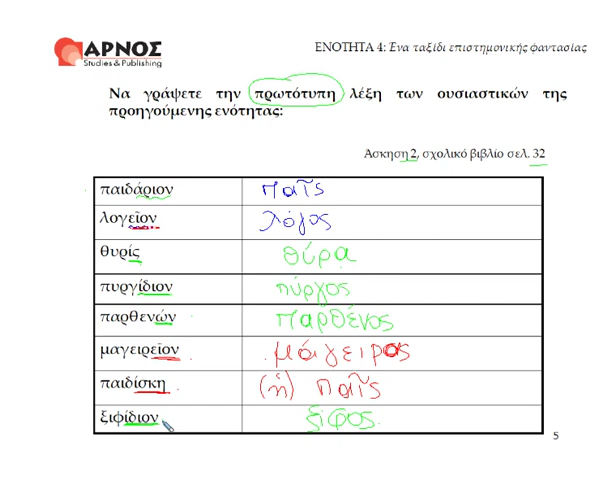 ΑΡΝΟΣ
Studies & Publishing
ΕΝΟΤΗΤΑ 4: Ένα ταξίδι επιστημονικής φαντασίας
Να γράψετε την πρωτότυπη λέξη των ουσιαστικών της
προηγούμενης ενότητας:
Άσκηση 2, σχολικό βιβλίο σελ. 32
παιδάριον παῖς
λογεῖον λόγος
θυρίς θύρα
πυργίδιον πύργος
παρθενών παρθένος
μαγειρεῖον μάγειρος
παιδίσκη (ἡ) παῖς
ξιφίδιον ξίφος
5